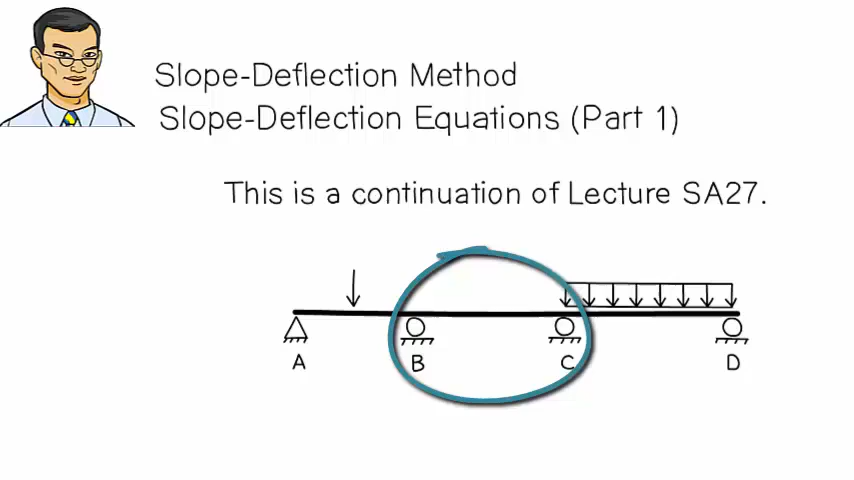 Slope-Deflection Method
Slope-Deflection Equations (Part 1)
This is a continuation of Lecture SA27.
A B C D